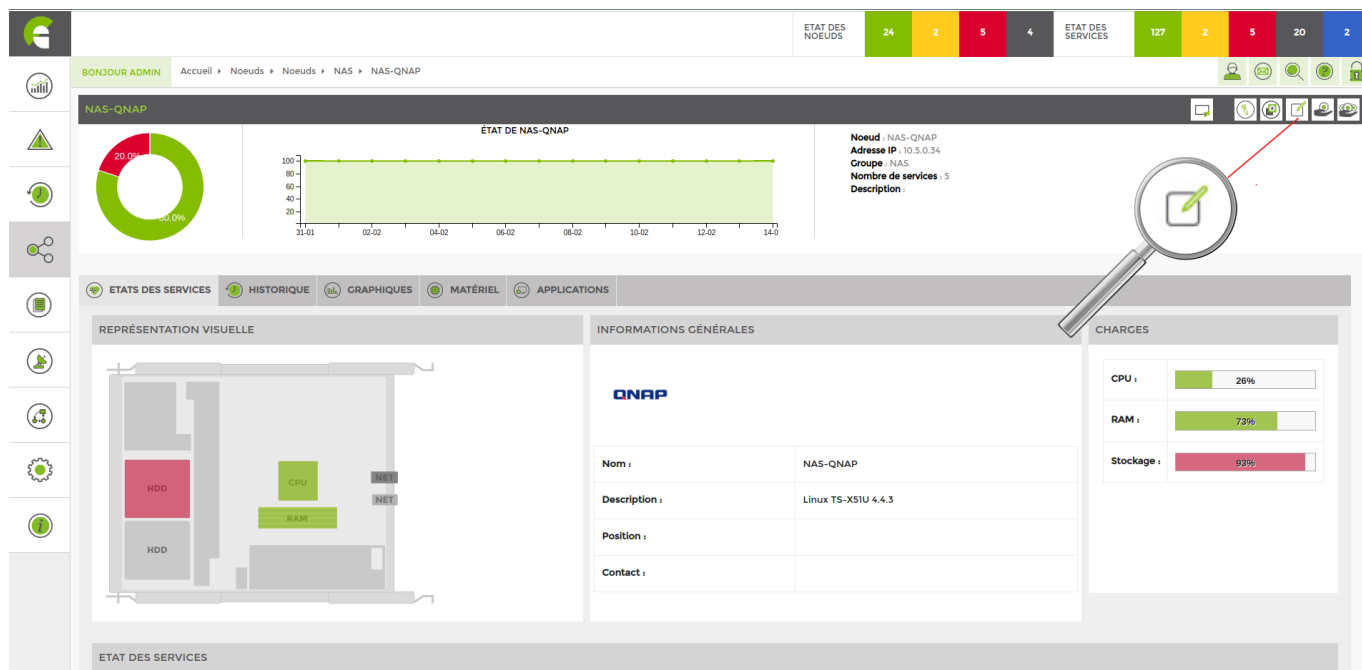 ETAT DES NOEUDS
24 2 5 4
ETAT DES SERVICES
127 2 5 20 2
BONJOUR ADMIN
Accueil Noeuds Noeuds NAS NAS-QNAP
NAS-QNAP
20.0%
80.0%
ÉTAT DE NAS-QNAP
100
80
60
40
20
31-01 02-02 04-02 06-02 08-02 10-02 12-02 14-0
Noeud : NAS-QNAP
Adresse IP : 10.5.0.34
Groupe : NAS
Nombre de services : 5
Description :
ETATS DES SERVICES HISTORIQUE GRAPHIQUES MATÉRIEL APPLICATIONS
REPRÉSENTATION VISUELLE
HDD
HDD
CPU
RAM
NET
NET
INFORMATIONS GÉNÉRALES
QNAP
Nom : NAS-QNAP
Description : Linux TS-X51U 4.4.3
Position :
Contact :
CHARGES
CPU : 26%
RAM : 73%
Stockage : 93%
ETAT DES SERVICES